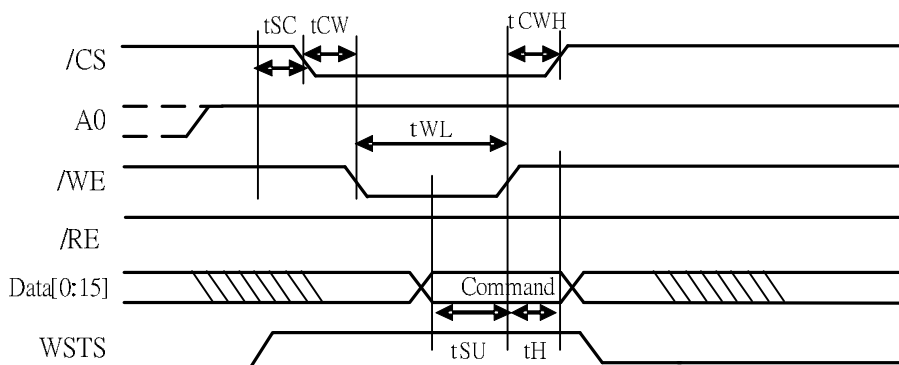 tSC tCW tCWH
/CS
A0
tWL
/WE
/RE
Data[0:15] Command
tSU tH
WSTS